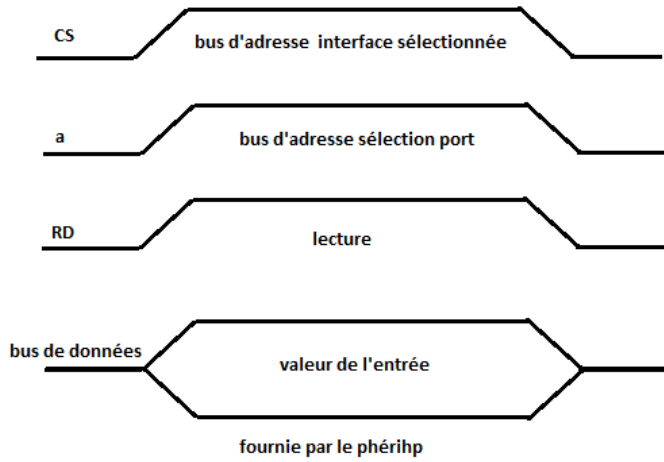 CS
bus d'adresse interface sélectionnée
a
bus d'adresse sélection port
RD
lecture
bus de données
valeur de l'entrée
fournie par le phérihp